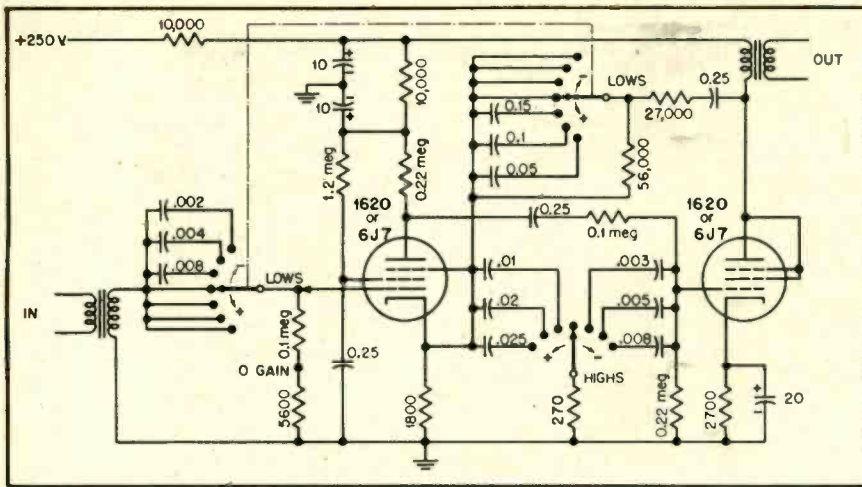 10,000
+250 V.
OUT
10
10
10,000
LOWS
0.25
0.15
27,000
0.1
0.05
56,000
1.2 meg
0.22 meg
.002
.004
.008
1620
or
6J7
0.25
0.1 meg
1620
or
6J7
LOWS
.01
.003
IN
.02
.005
0.1 meg
0.25
.025
.008
0 GAIN
HIGHS
5600
1800
270
0.22 meg
2700
20
+
-